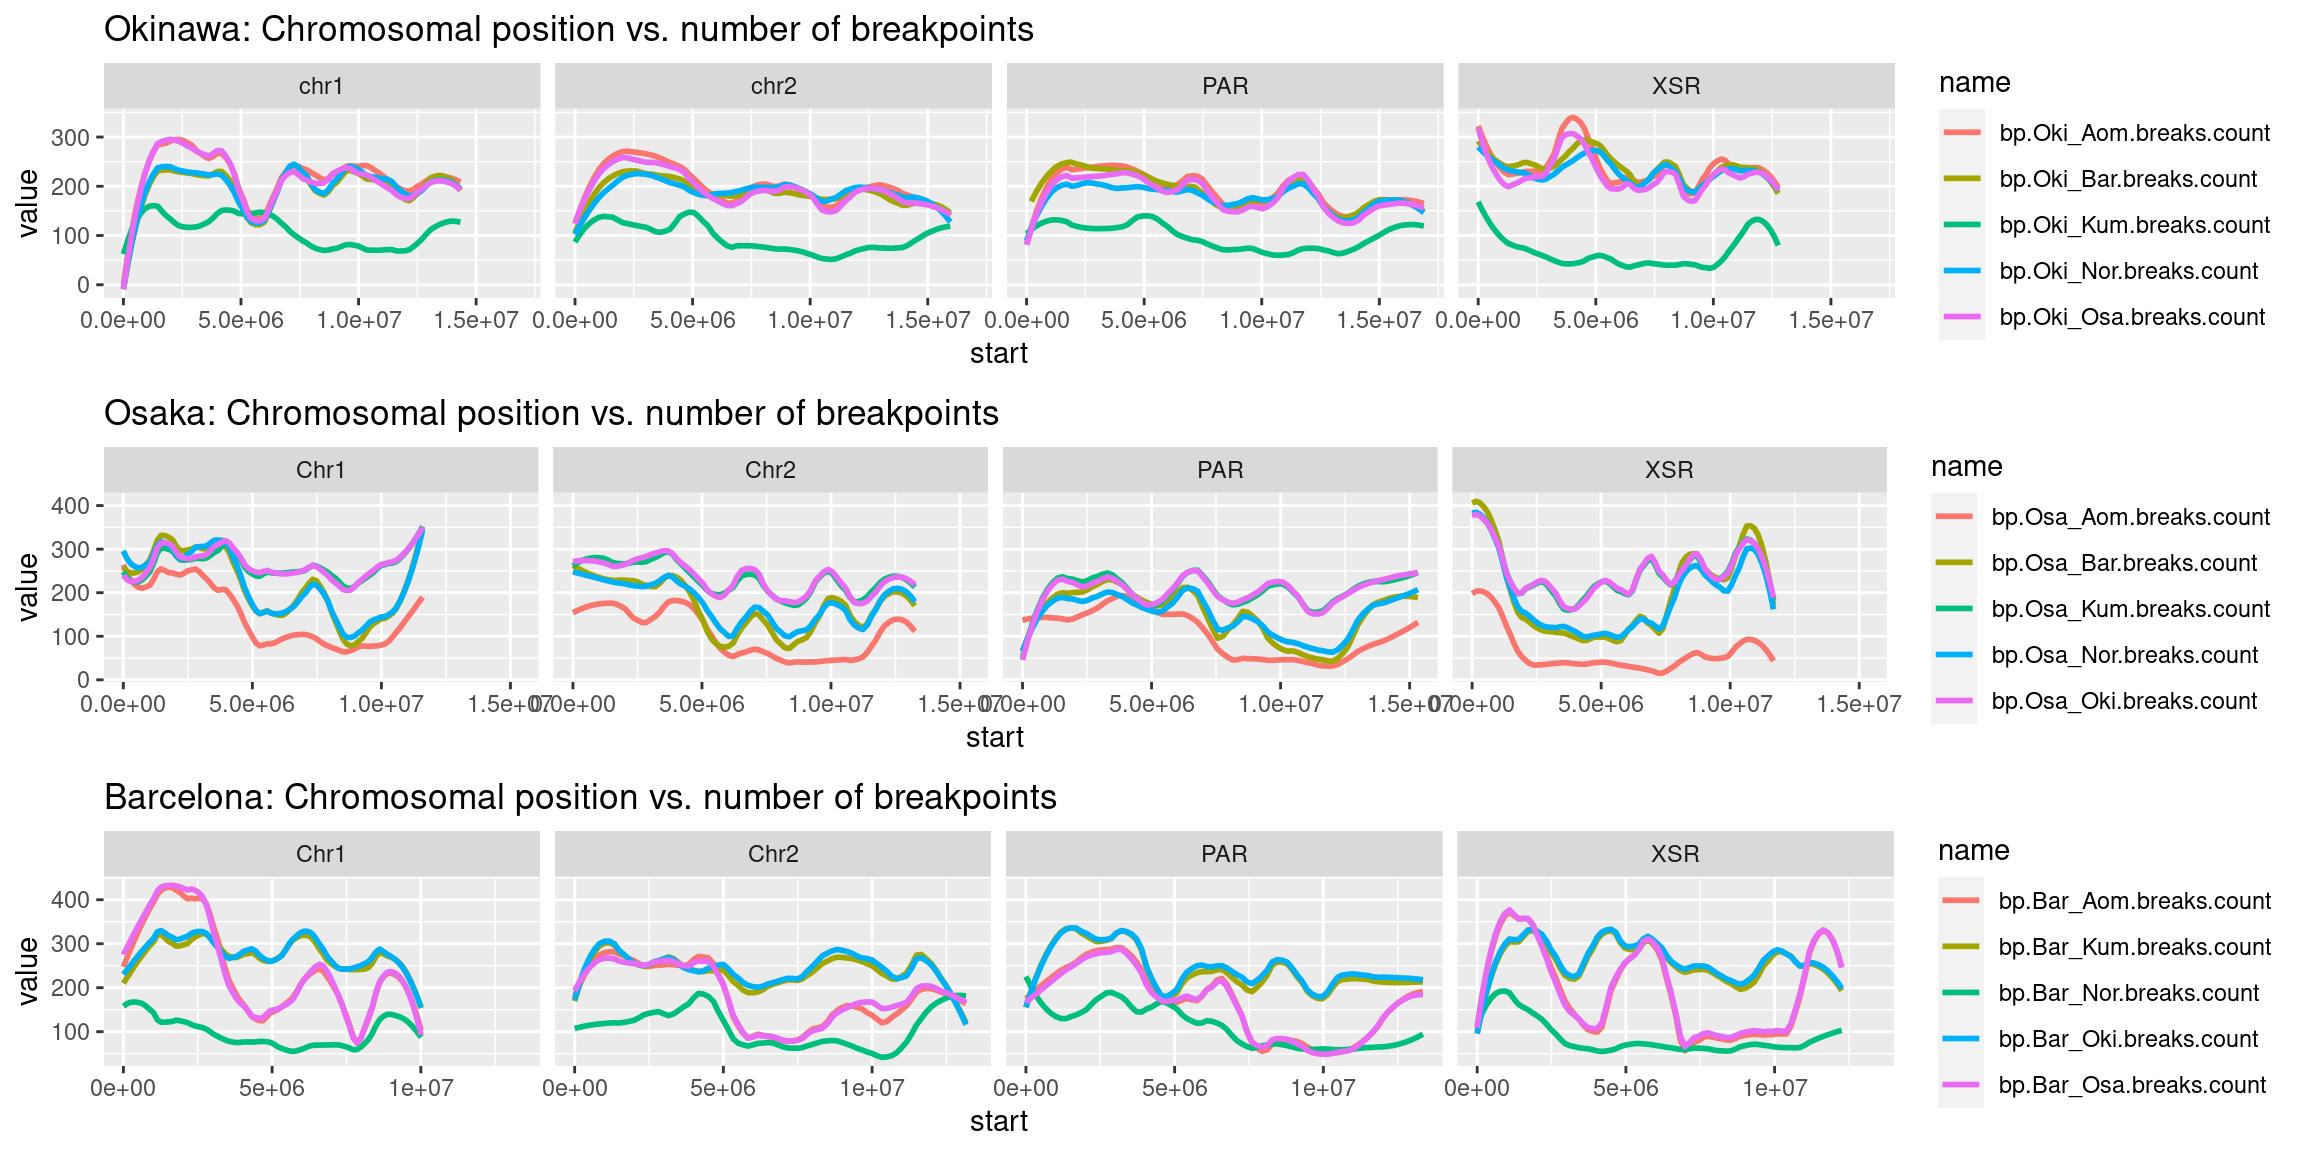 Okinawa: Chromosomal position vs. number of breakpoints
chr1 chr2 PAR XSR
name
300
200
100
0
value
bp.Oki_Aom.breaks.count
bp.Oki_Bar.breaks.count
bp.Oki_Kum.breaks.count
bp.Oki_Nor.breaks.count
bp.Oki_Osa.breaks.count
0.0e+00 5.0e+06 1.0e+07 1.5e+07 0.0e+00 5.0e+06 1.0e+07 1.5e+07 0.0e+00 5.0e+06 1.0e+07 1.5e+07 0.0e+00 5.0e+06 1.0e+07 1.5e+07
start
Osaka: Chromosomal position vs. number of breakpoints
Chr1 Chr2 PAR XSR
name
400
300
200
100
0
value
bp.Osa_Aom.breaks.count
bp.Osa_Bar.breaks.count
bp.Osa_Kum.breaks.count
bp.Osa_Nor.breaks.count
bp.Osa_Oki.breaks.count
0.0e+00 5.0e+06 1.0e+07 1.5e+07 0.0e+00 5.0e+06 1.0e+07 1.5e+07 0.0e+00 5.0e+06 1.0e+07 1.5e+07 0.0e+00 5.0e+06 1.0e+07 1.5e+07
start
Barcelona: Chromosomal position vs. number of breakpoints
Chr1 Chr2 PAR XSR
name
400
300
200
100
value
bp.Bar_Aom.breaks.count
bp.Bar_Kum.breaks.count
bp.Bar_Nor.breaks.count
bp.Bar_Oki.breaks.count
bp.Bar_Osa.breaks.count
0e+00 5e+06 1e+07 0e+00 5e+06 1e+07 0e+00 5e+06 1e+07 0e+00 5e+06 1e+07
start